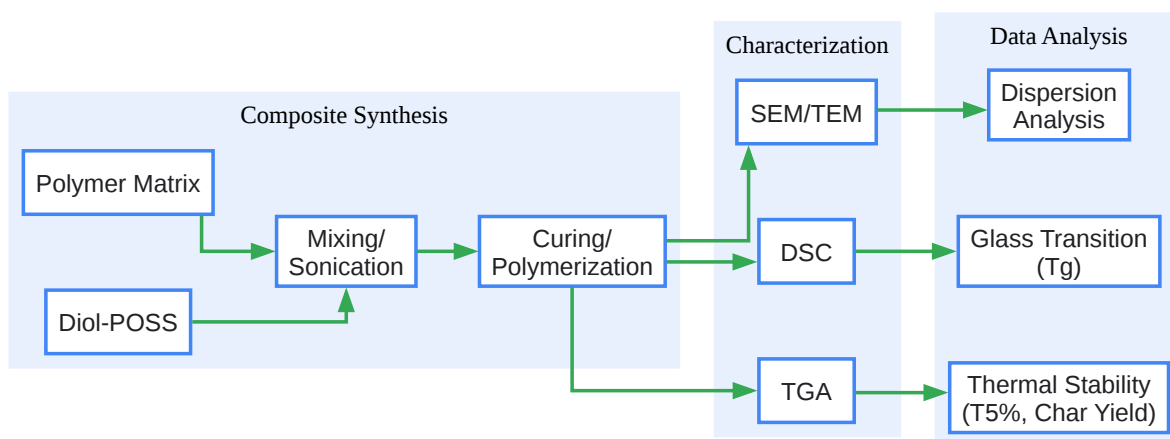 Composite Synthesis
Polymer Matrix
Diol-POSS
Mixing/
Sonication
Curing/
Polymerization
Characterization
SEM/TEM
DSC
TGA
Data Analysis
Dispersion
Analysis
Glass Transition
(Tg)
Thermal Stability
(T5%, Char Yield)